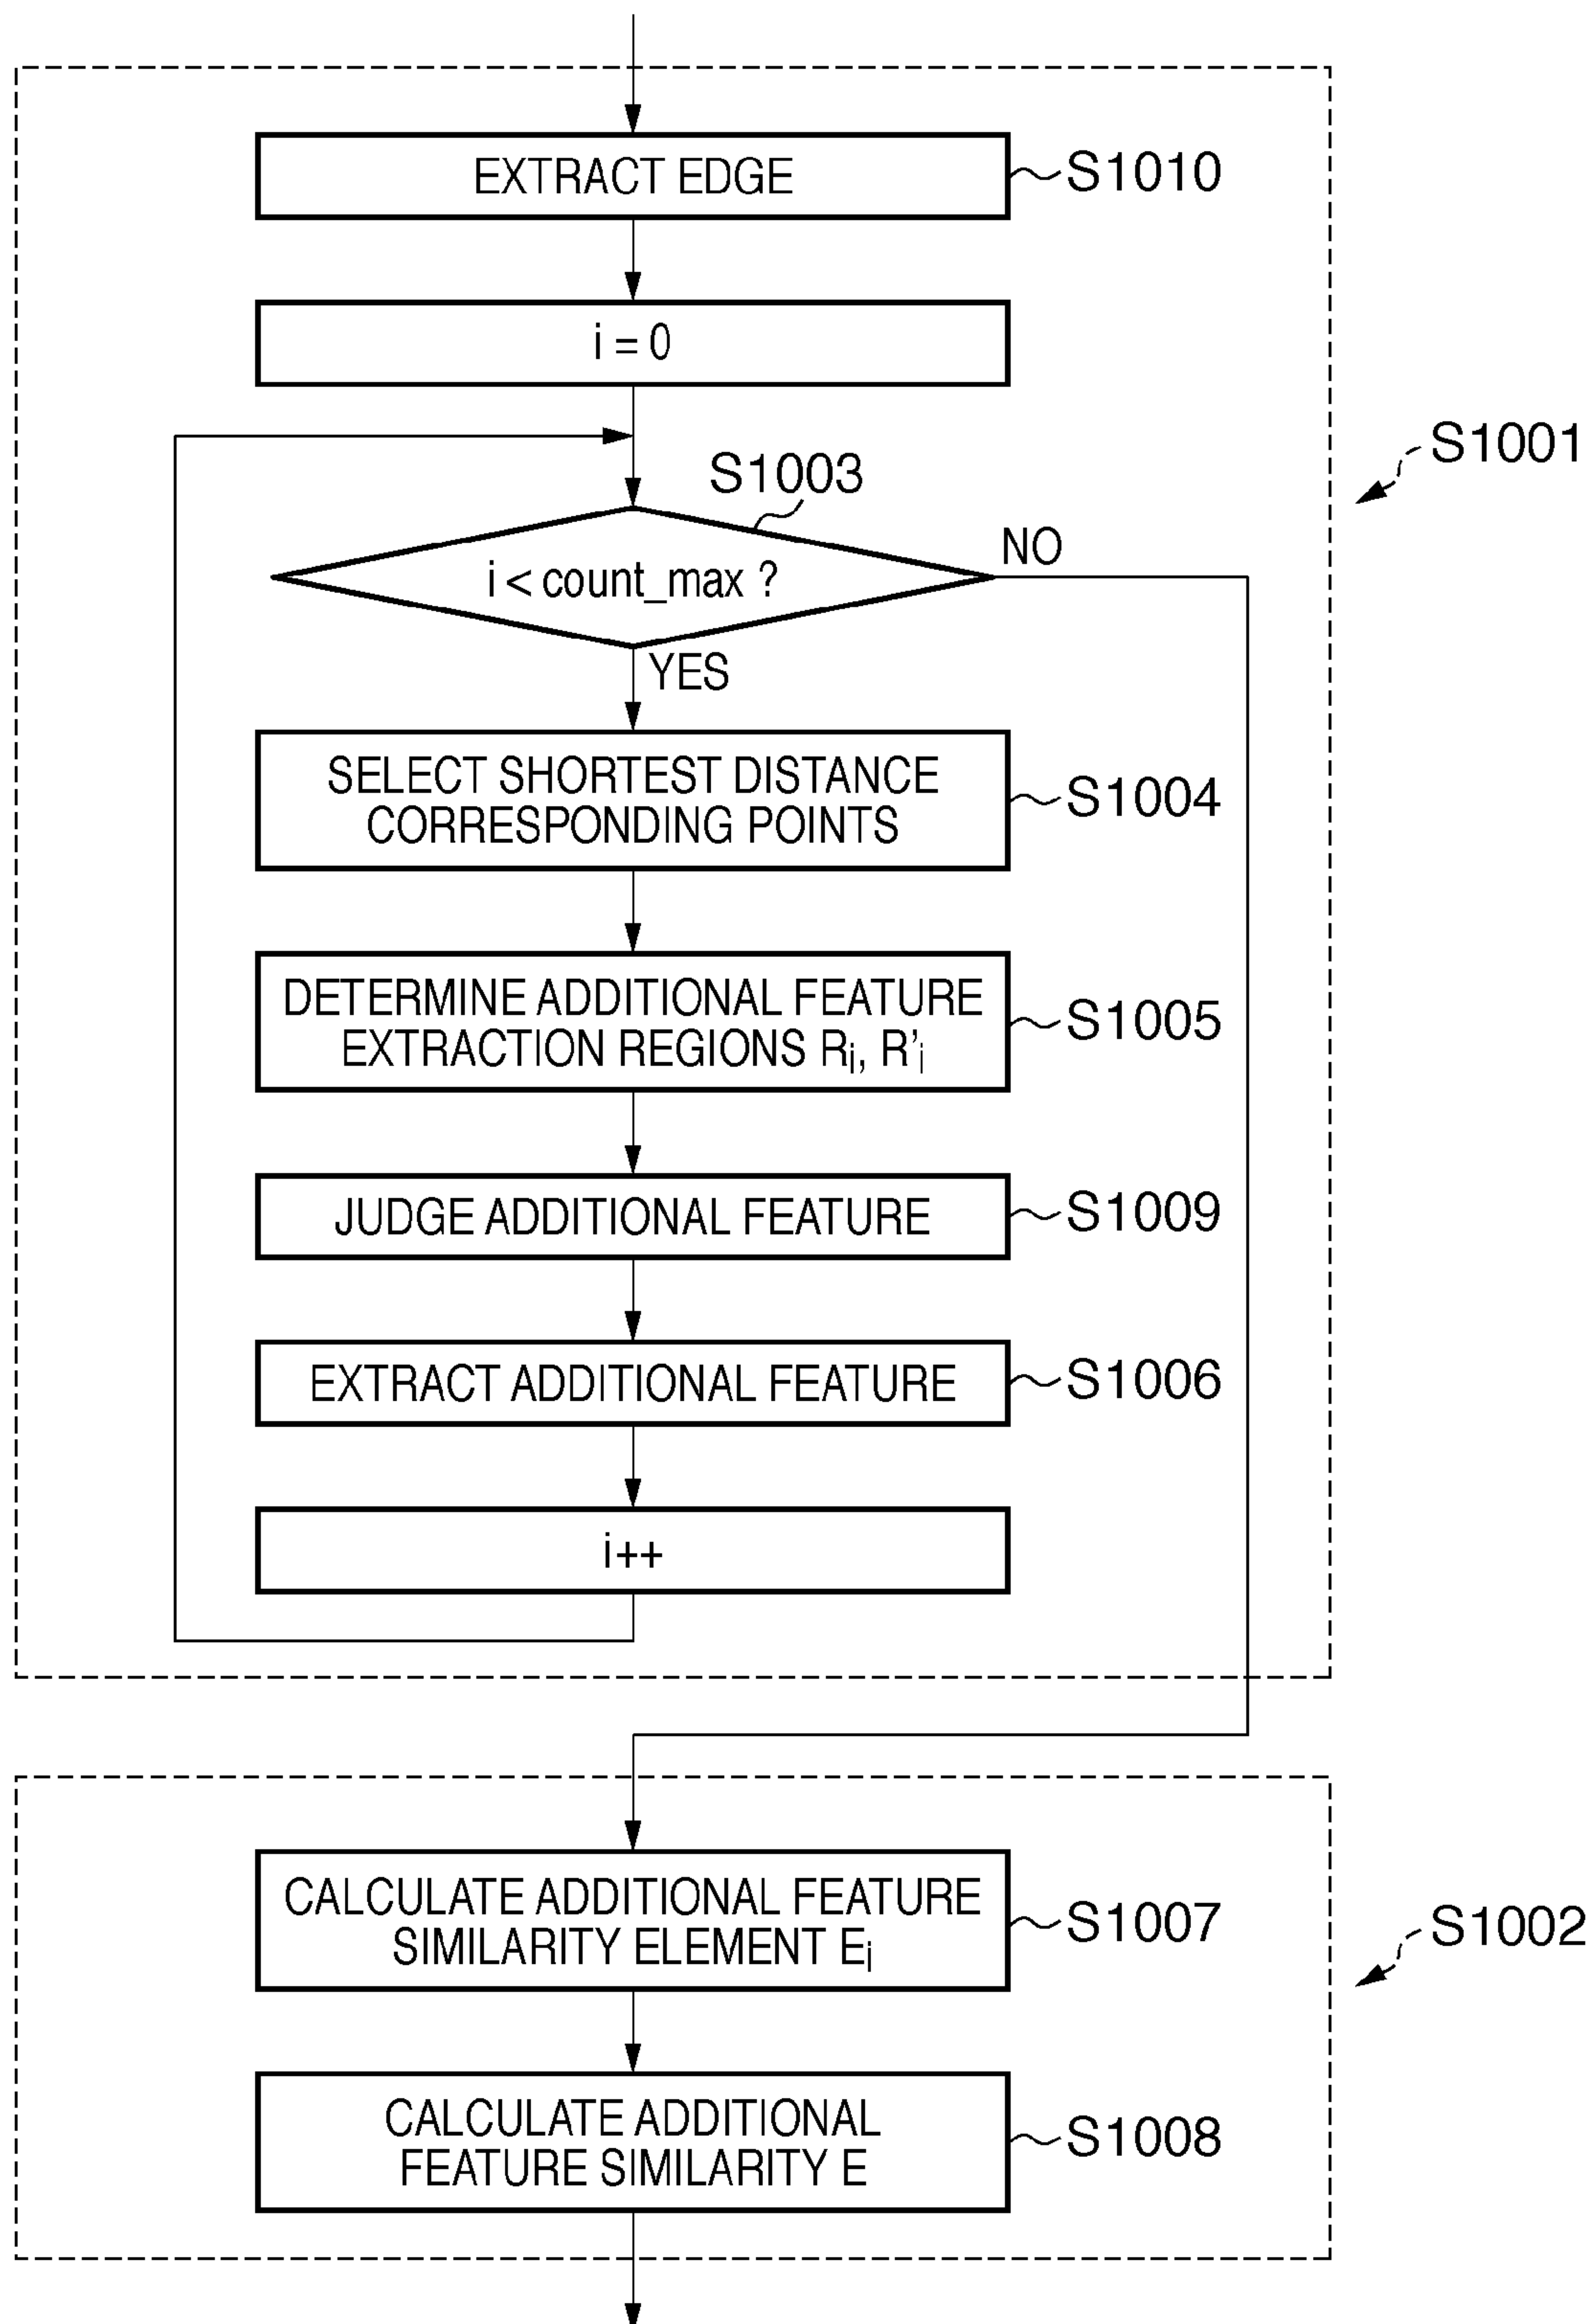 EXTRACT EDGE
S1010
i = 0
S1001
S1003
NO
i < count_max ?
YES
SELECT SHORTEST DISTANCE
CORRESPONDING POINTS
S1004
DETERMINE ADDITIONAL FEATURE
EXTRACTION REGIONS Ri, R'i
S1005
JUDGE ADDITIONAL FEATURE
S1009
EXTRACT ADDITIONAL FEATURE
S1006
i++
CALCULATE ADDITIONAL FEATURE
SIMILARITY ELEMENT Ei
S1007
S1002
CALCULATE ADDITIONAL
FEATURE SIMILARITY E
S1008